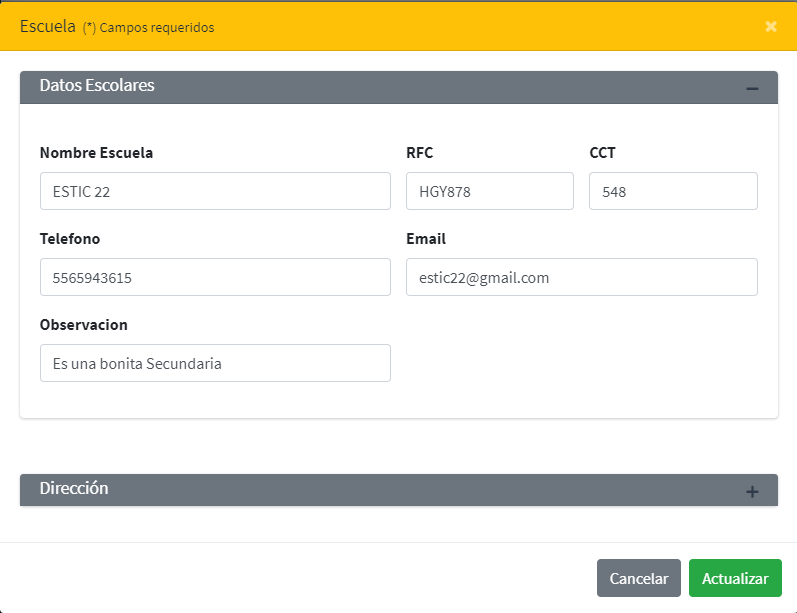 Escuela (*) Campos requeridos
Datos Escolares
Nombre Escuela RFC CCT
ESTIC 22 HGY878 548
Telefono Email
5565943615 estic22@gmail.com
Observacion
Es una bonita Secundaria
Dirección
Cancelar Actualizar